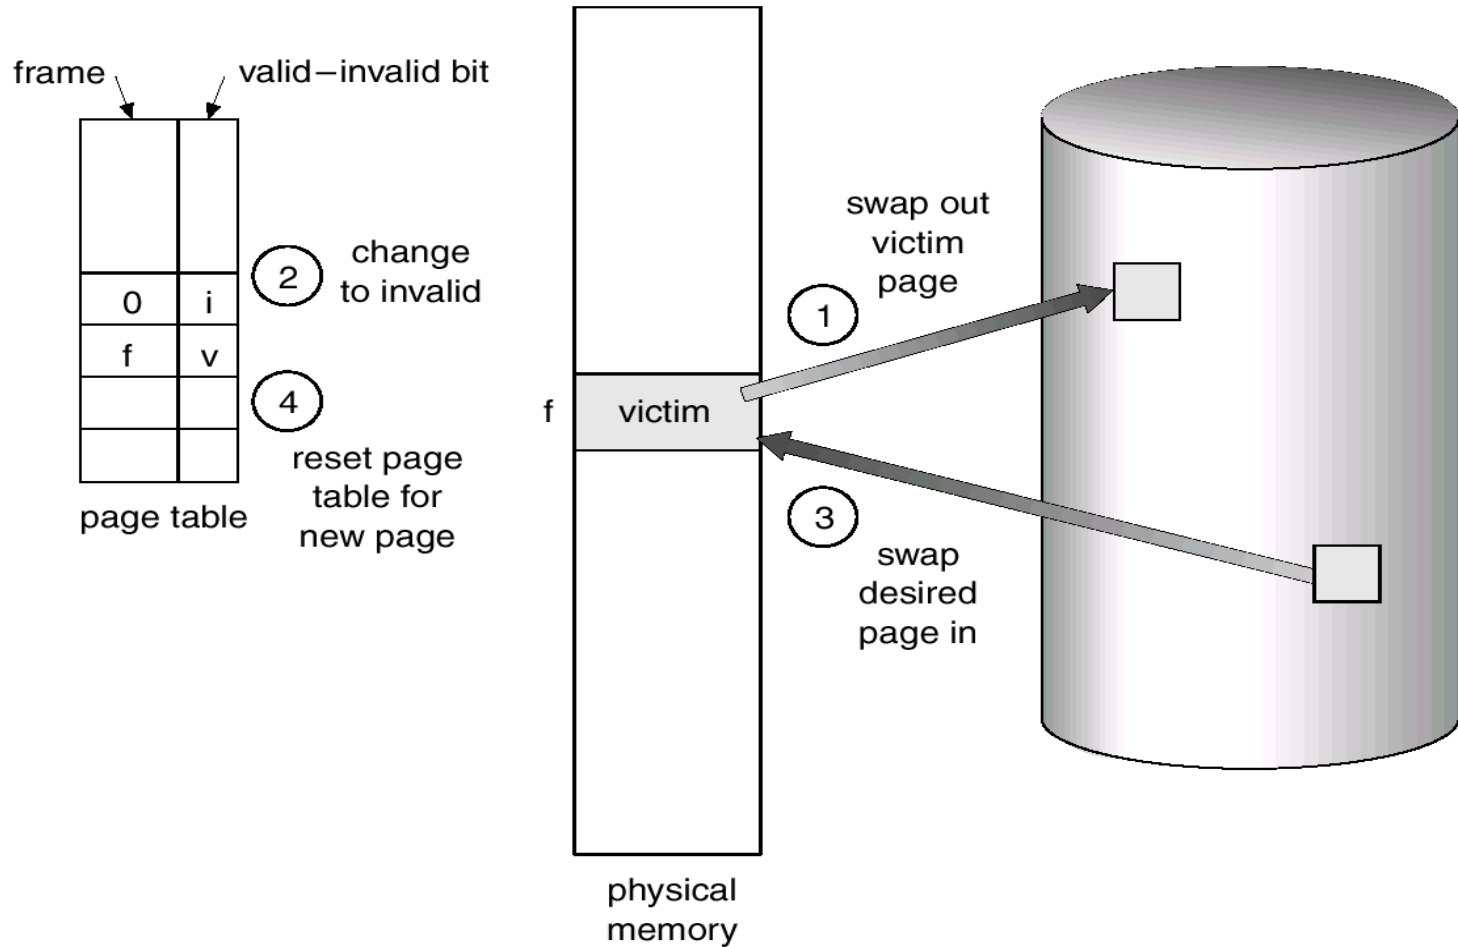 frame
valid–invalid bit
0 i
f v
page table
2
change
to invalid
4
reset page
table for
new page
f
victim
physical
memory
swap out
victim
page
1
3
swap
desired
page in